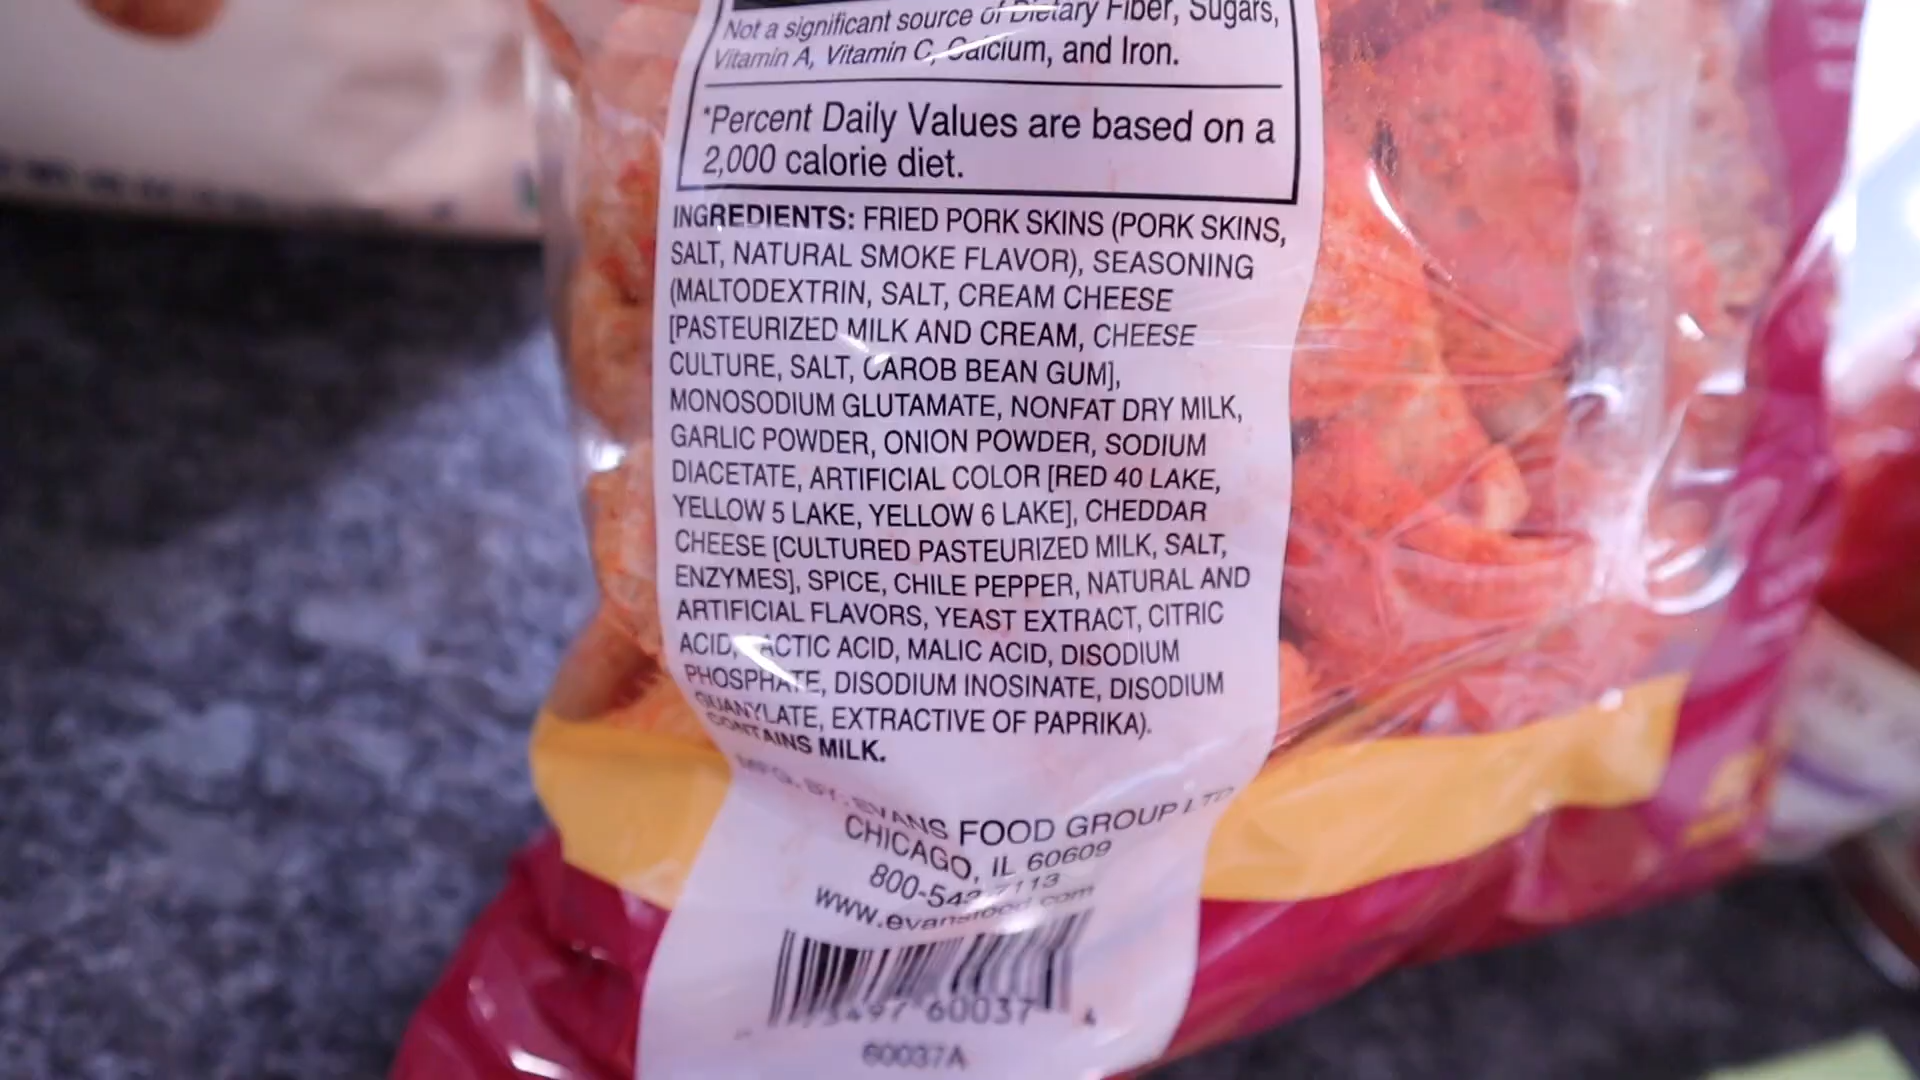 Not a significant source of Dietary Fiber, Sugars,
Vitamin A, Vitamin C, Calcium, and Iron.
*Percent Daily Values are based on a
2,000 calorie diet.
INGREDIENTS: FRIED PORK SKINS (PORK SKINS,
SALT, NATURAL SMOKE FLAVOR), SEASONING
(MALTODEXTRIN, SALT, CREAM CHEESE
[PASTEURIZED MILK AND CREAM, CHEESE
CULTURE, SALT, CAROB BEAN GUM],
MONOSODIUM GLUTAMATE, NONFAT DRY MILK,
GARLIC POWDER, ONION POWDER, SODIUM
DIACETATE, ARTIFICIAL COLOR [RED 40 LAKE,
YELLOW 5 LAKE, YELLOW 6 LAKE], CHEDDAR
CHEESE [CULTURED PASTEURIZED MILK, SALT,
ENZYMES], SPICE, CHILE PEPPER, NATURAL AND
ARTIFICIAL FLAVORS, YEAST EXTRACT, CITRIC
ACID, LACTIC ACID, MALIC ACID, DISODIUM
PHOSPHATE, DISODIUM INOSINATE, DISODIUM
GUANYLATE, EXTRACTIVE OF PAPRIKA).
CONTAINS MILK.
MFG. BY: EVANS FOOD GROUP LTD
CHICAGO, IL 60609
www.evansfood.com
60037 4
60037A